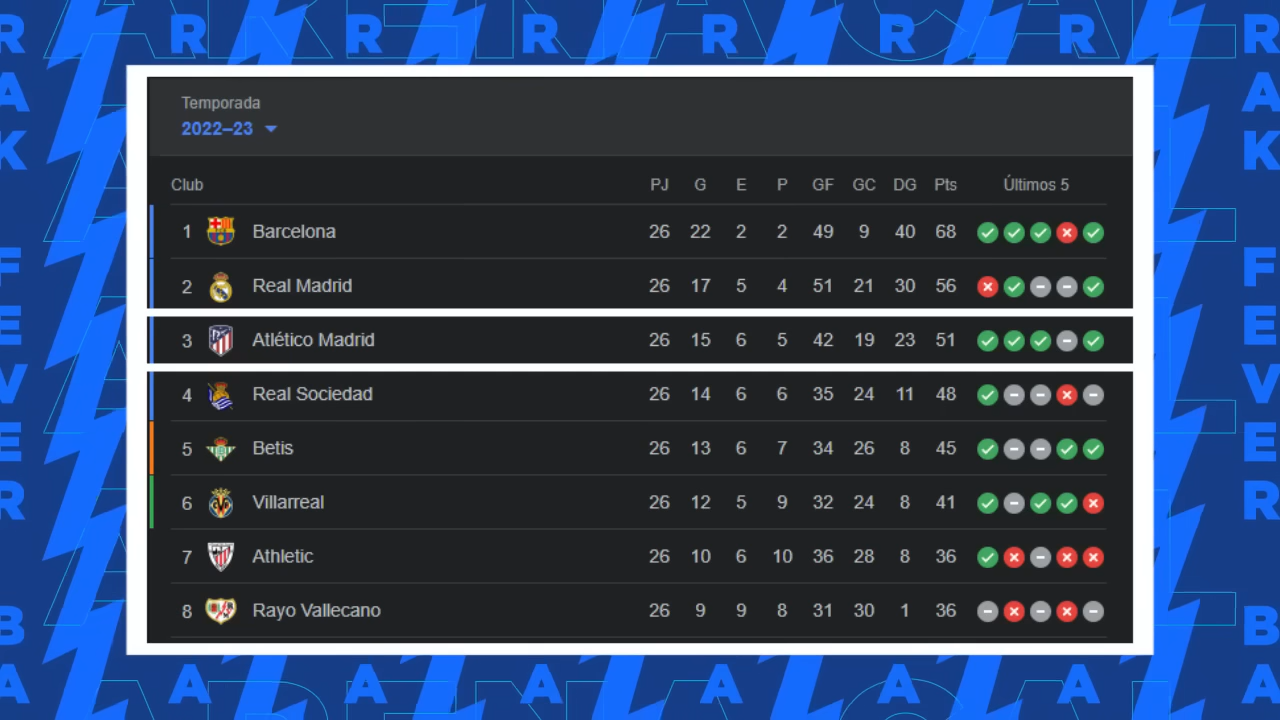 R R R R R R R R
Temporada
2022–23
Club PJ G E P GF GC DG Pts Últimos 5
1 Barcelona 26 22 2 2 49 9 40 68
2 Real Madrid 26 17 5 4 51 21 30 56
3 Atlético Madrid 26 15 6 5 42 19 23 51
4 Real Sociedad 26 14 6 6 35 24 11 48
5 Betis 26 13 6 7 34 26 8 45
6 Villarreal 26 12 5 9 32 24 8 41
7 Athletic 26 10 6 10 36 28 8 36
8 Rayo Vallecano 26 9 9 8 31 30 1 36
A A A A A A A A
R
A
K
F
E
V
E
R
B
A